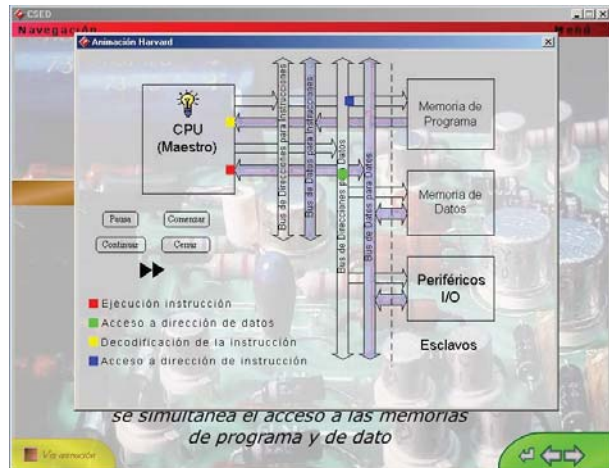 CSED
Navegación
Menú
Animación Harvard
CPU
(Maestro)
Bus de Direcciones para Instrucciones
Bus de Datos para Instrucciones
Bus de Direcciones para Datos
Bus de Datos para Datos
Memoria de
Programa
Memoria de
Datos
Periféricos
I/O
Esclavos
Pausa
Comenzar
Continuar
Cerrar
Ejecución instrucción
Acceso a dirección de datos
Decodificación de la instrucción
Acceso a dirección de instrucción
se simultanea el acceso a las memorias
de programa y de dato
Ver animación